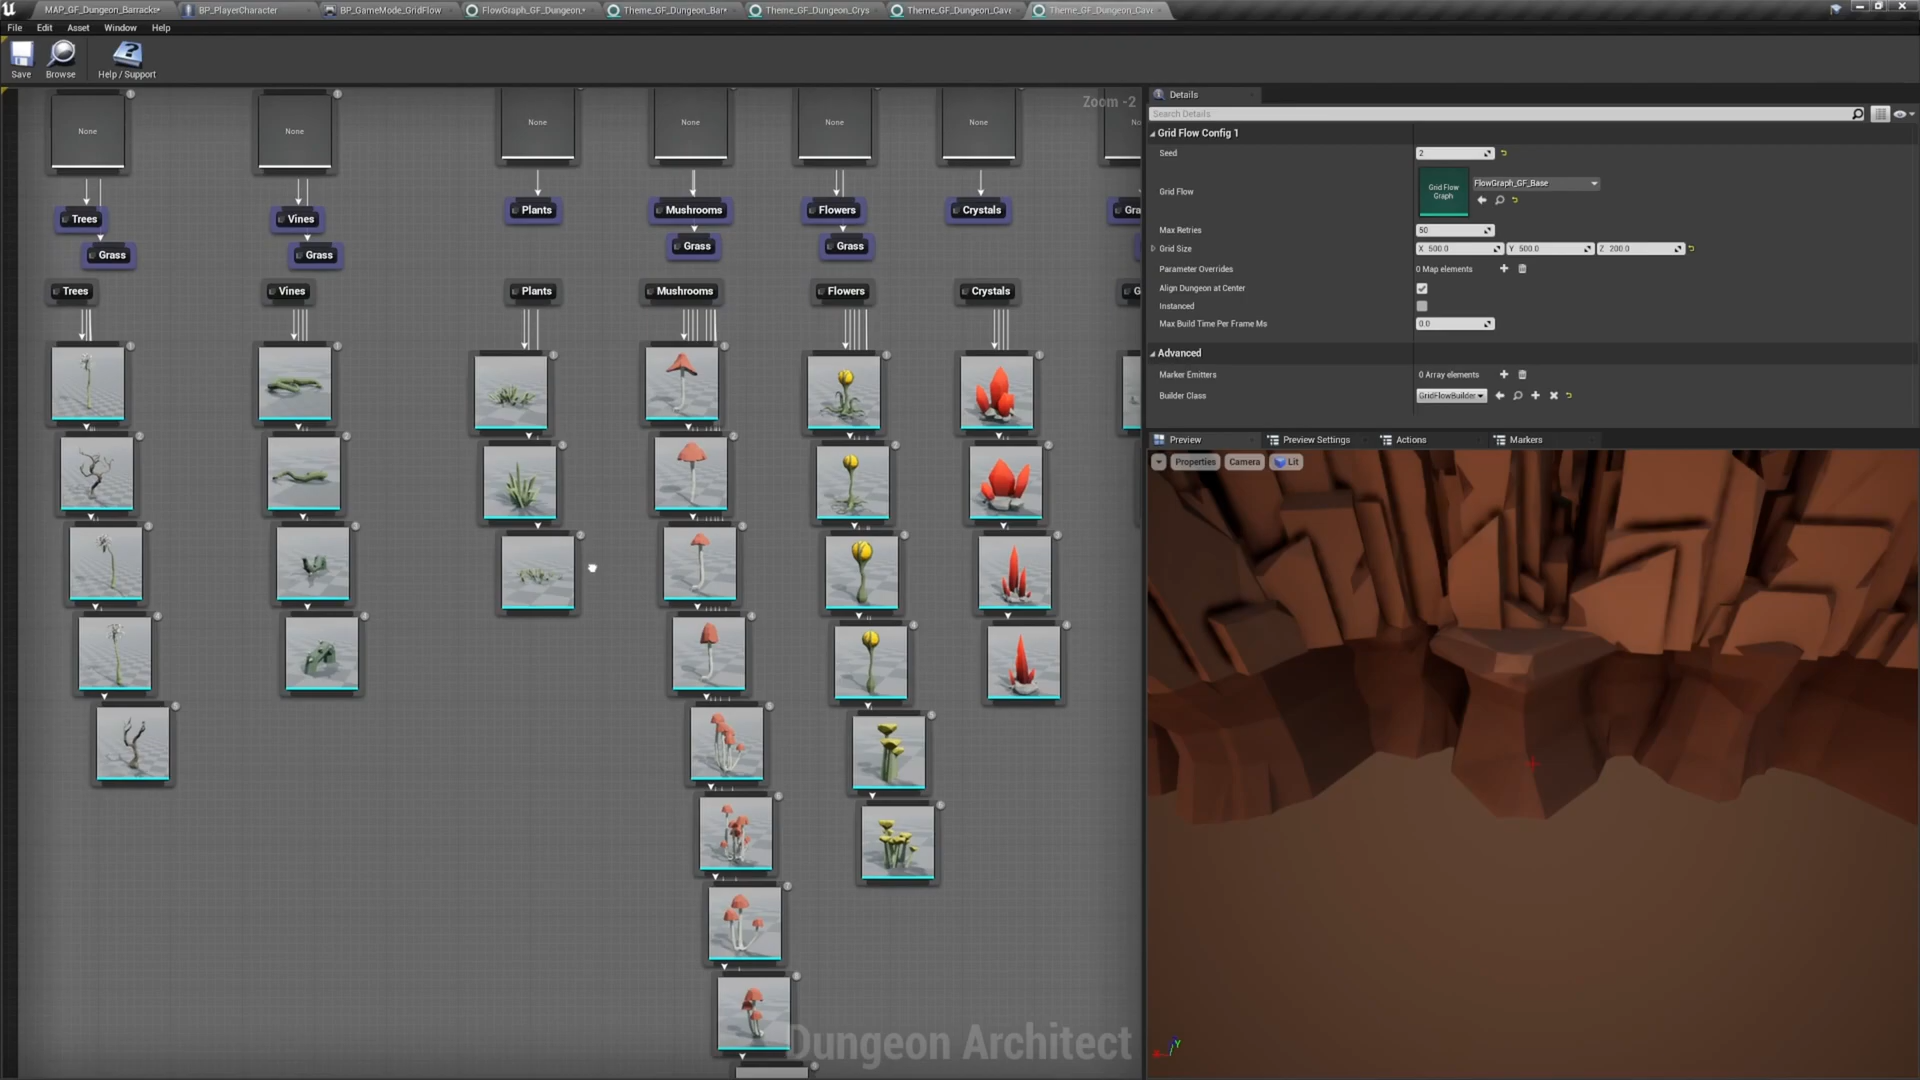 MAP_GF_Dungeon_Barracks•
BP_PlayerCharacter
BP_GameMode_GridFlow
FlowGraph_GF_Dungeon_•
Theme_GF_Dungeon_Bar•
Theme_GF_Dungeon_Crys
Theme_GF_Dungeon_Cave
Theme_GF_Dungeon_Cave
File Edit Asset Window Help
Save Browse Help / Support
Zoom -2
None None None None None None
Trees Vines Plants Mushrooms Flowers Crystals
Grass Grass Grass Grass
Trees Vines Plants Mushrooms Flowers Crystals
Dungeon Architect
Details
Search Details
Grid Flow Config 1
Seed 2
Grid Flow
Grid Flow Graph
FlowGraph_GF_Base
Max Retries 50
Grid Size X 500.0 Y 500.0 Z 200.0
Parameter Overrides 0 Map elements
Align Dungeon at Center
Instanced
Max Build Time Per Frame Ms 0.0
Advanced
Marker Emitters 0 Array elements
Builder Class GridFlowBuilder
Preview Preview Settings Actions Markers
Properties Camera Lit
Y